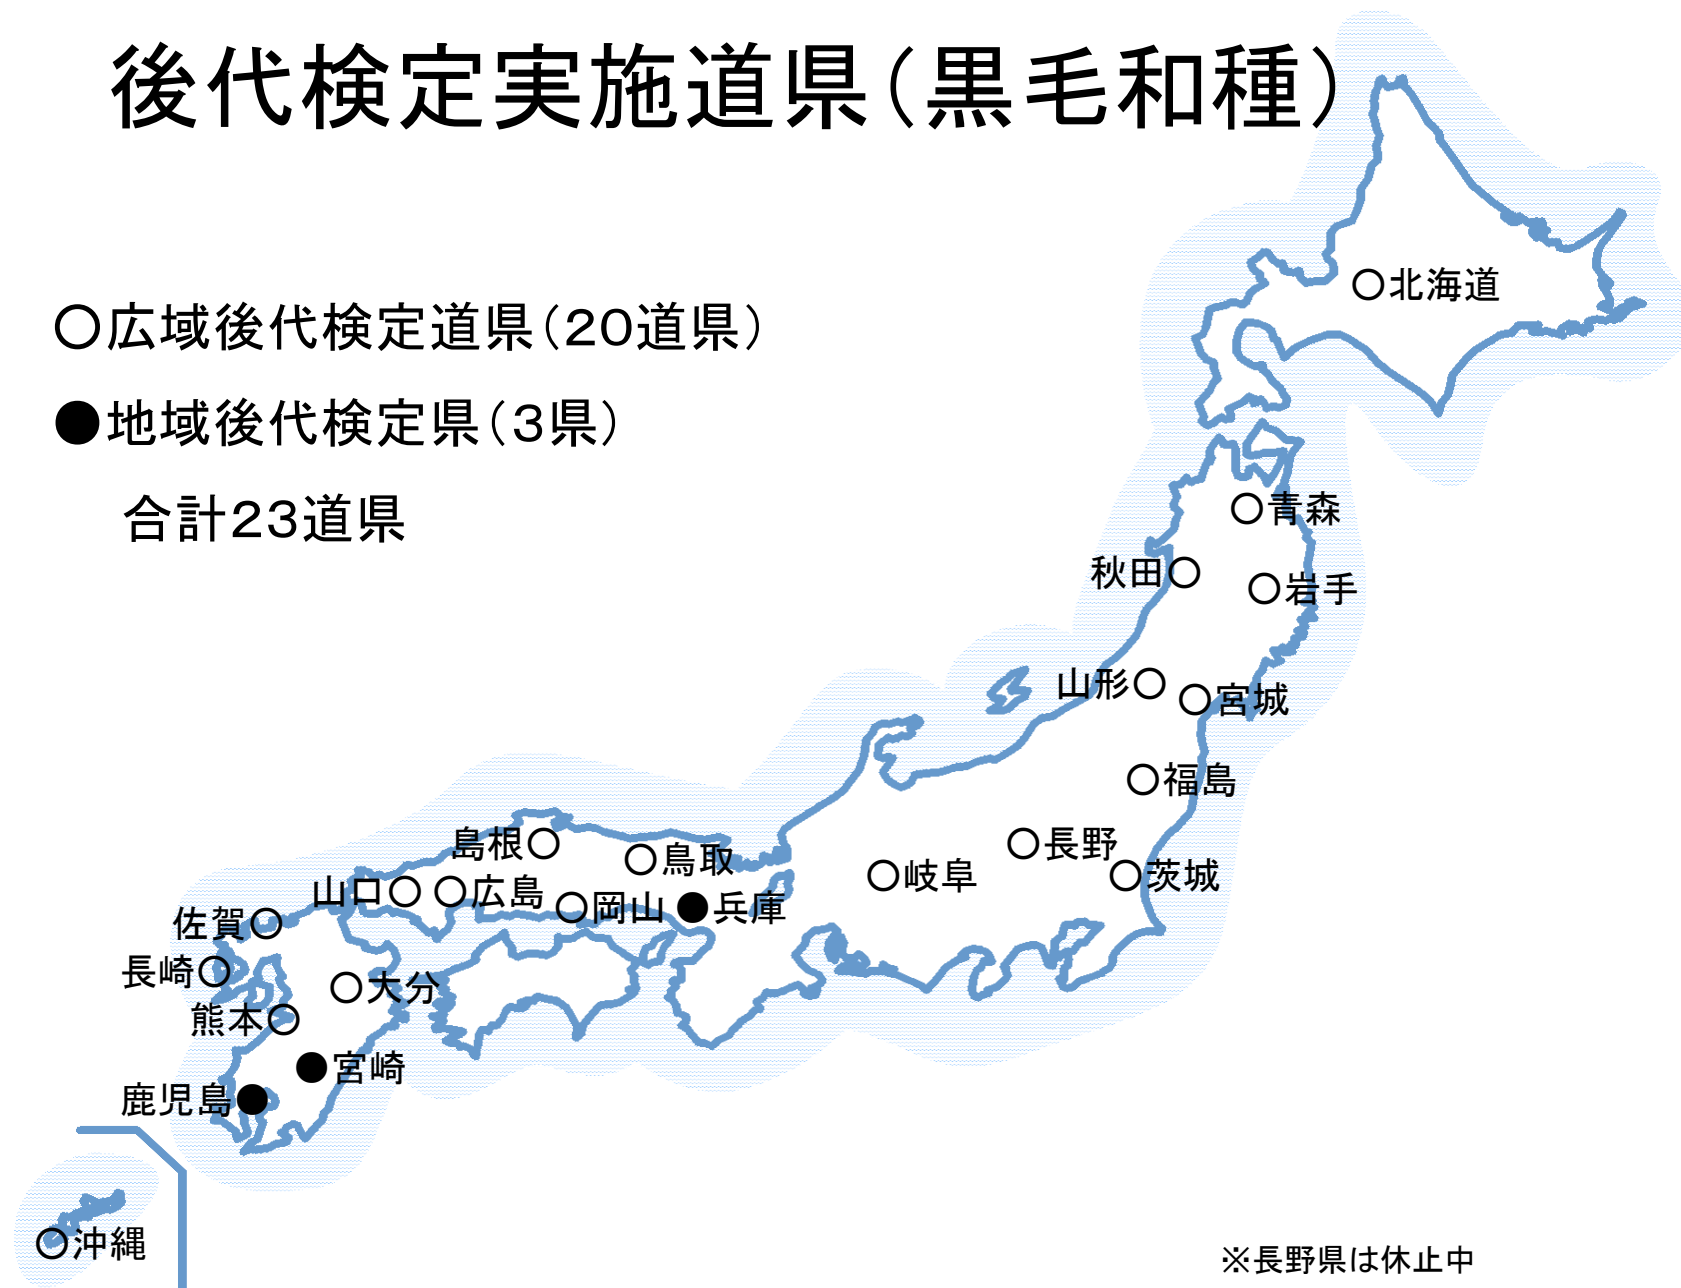 後代検定実施道県（黒毛和種）
○広域後代検定道県（２０道県）
●地域後代検定県（３県）
合計２３道県
○北海道
○青森
秋田○
○岩手
山形○
○宮城
○福島
島根○
○鳥取
○長野
○岐阜
○茨城
山口○
○広島
○岡山
●兵庫
佐賀○
長崎○
○大分
熊本○
●宮崎
鹿児島●
○沖縄
※長野県は休止中